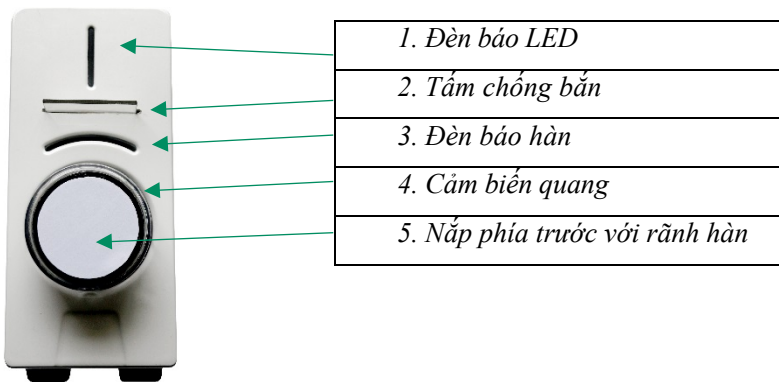 1. Đèn báo LED
2. Tấm chống bắn
3. Đèn báo hàn
4. Cảm biến quang
5. Nắp phía trước với rãnh hàn